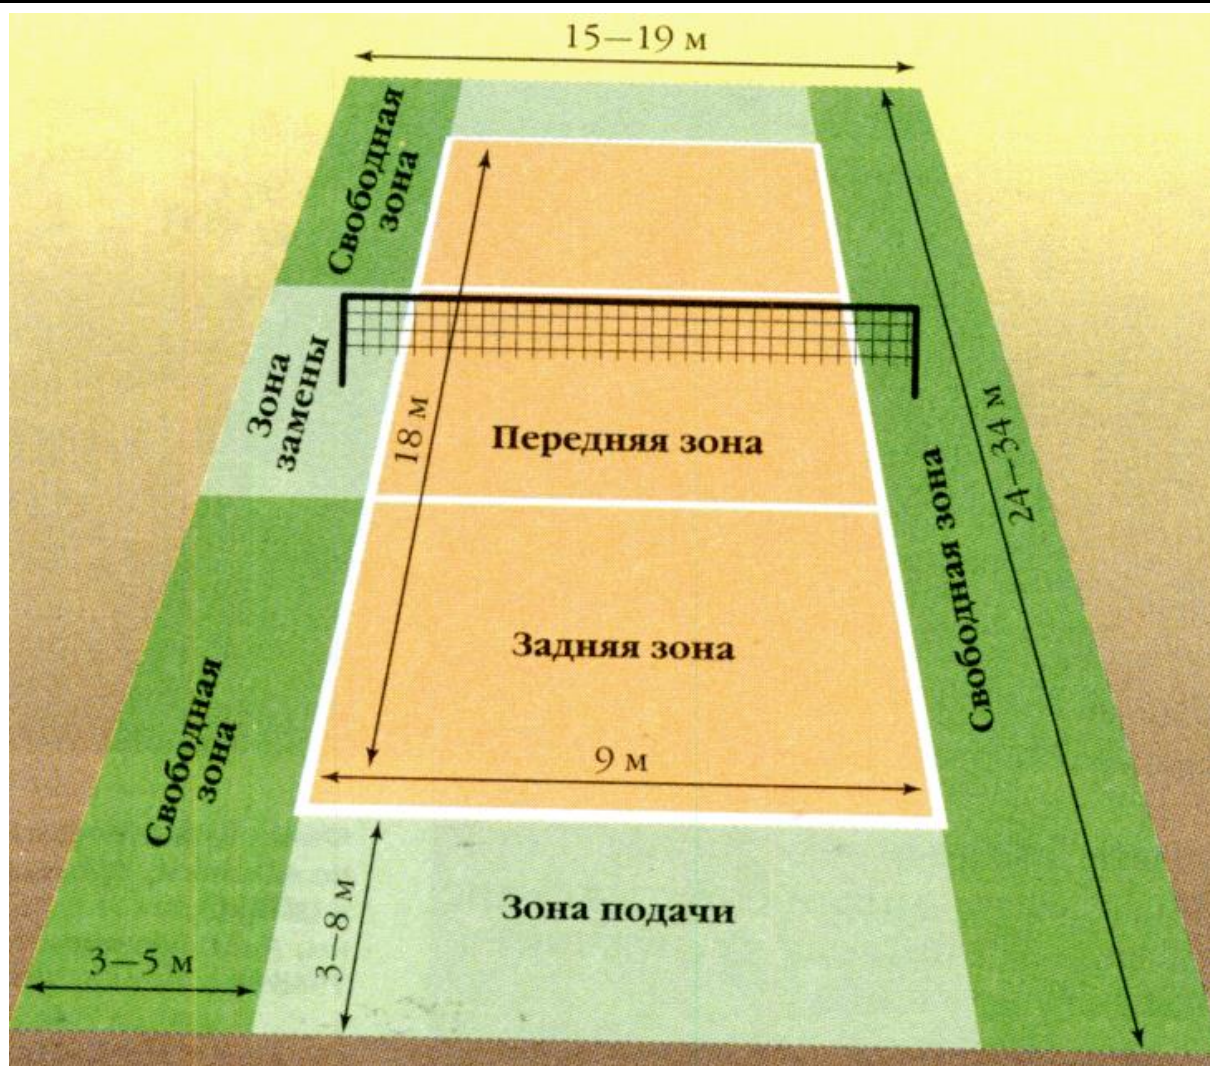 15—19 м
Свободная
зона
Зона
замены
18 м
Передняя зона
24—34 м
Свободная зона
Задняя зона
Свободная
зона
9 м
Зона подачи
3—8 м
3—5 м